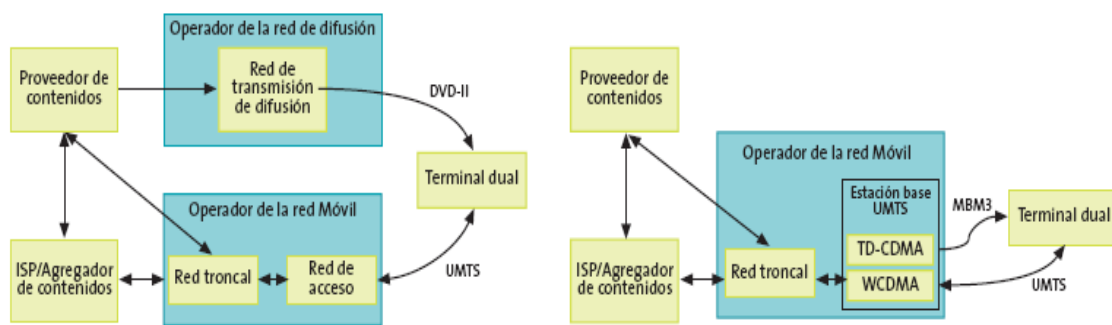 Operador de la red de difusión
Proveedor de
contenidos
Red de
transmisión
de difusión
DVD-II
Terminal dual
Operador de la red Móvil
ISP/Agregador
de contenidos
Red troncal
Red de
acceso
UMTS
Proveedor de
contenidos
Operador de la red Móvil
Estación base
UMTS
MBM3
Terminal dual
TD-CDMA
ISP/Agregador
de contenidos
Red troncal
WCDMA
UMTS